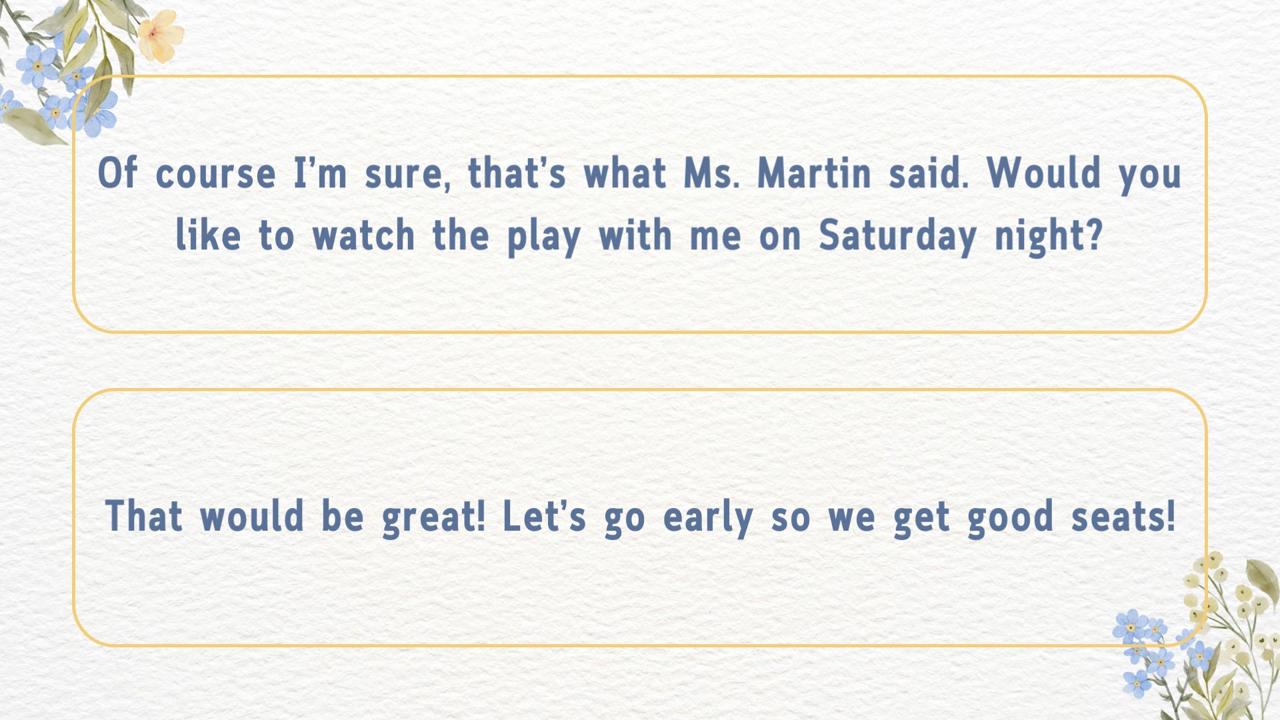 Of course I’m sure, that’s what Ms. Martin said. Would you
like to watch the play with me on Saturday night?
That would be great! Let’s go early so we get good seats!